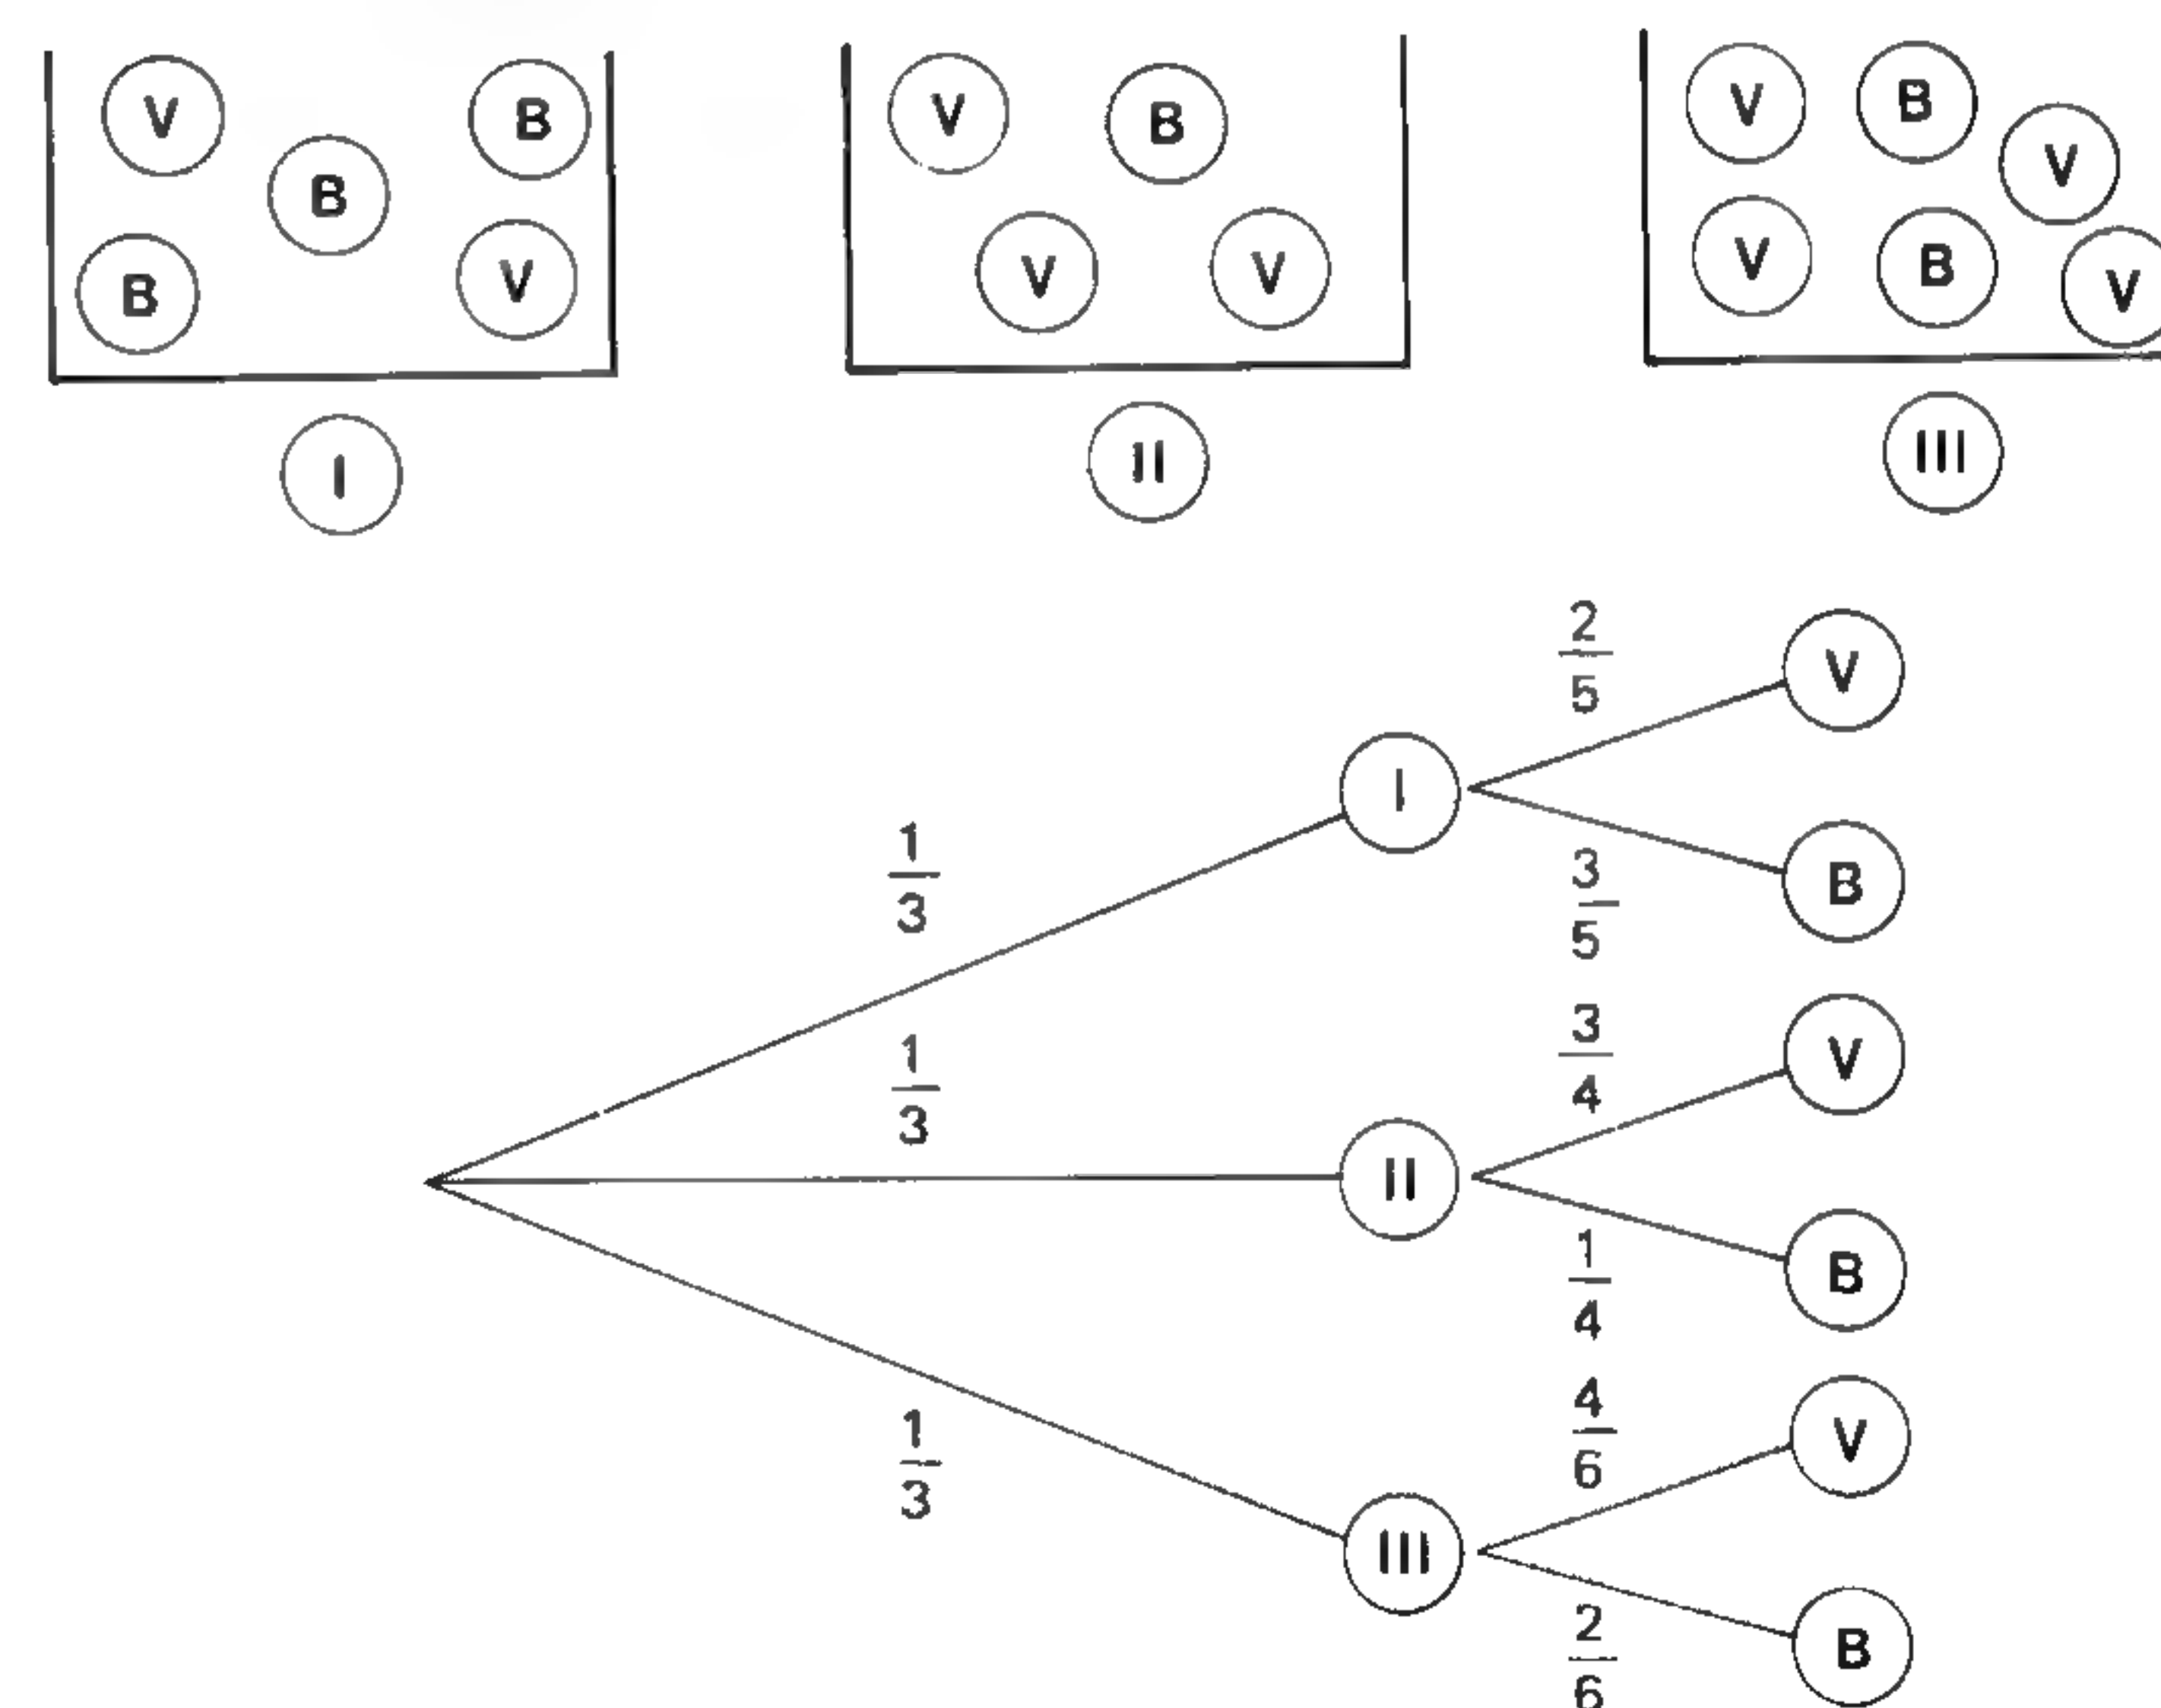 V B V B V B V
B V B
B V V V V B V
I II III
2/5 V
I
1/3 B
3/5
3/4 V
1/3
II
1/4 B
4/6 V
1/3
III
2/6 B